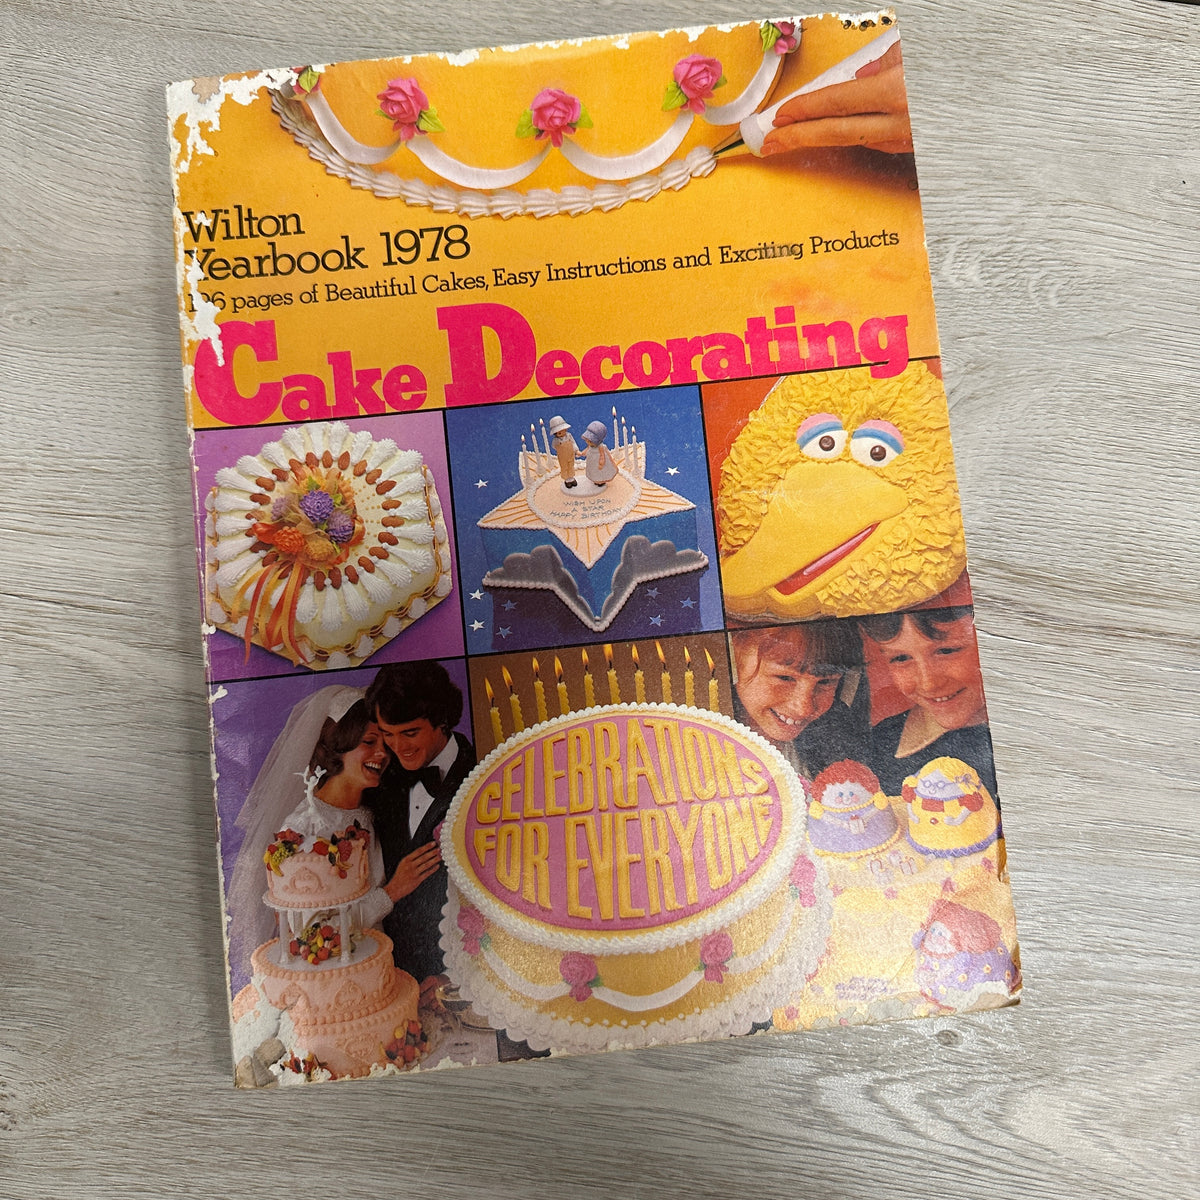 Wilton
Yearbook 1978
pages of Beautiful Cakes, Easy Instructions and Exciting Products
Cake Decorating
WISH UPON
A STAR
HAPPY BIRTHDAY
CELEBRATIONS
FOR EVERYONE